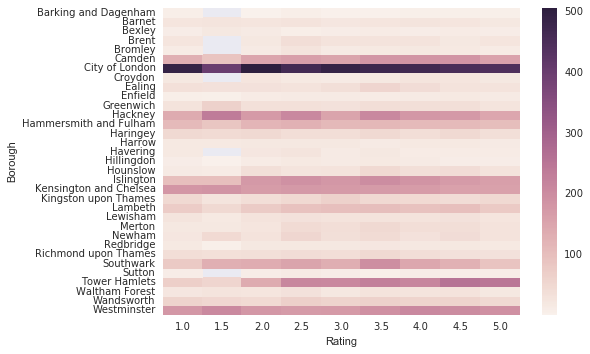 Barking and Dagenham
Barnet
Bexley
Brent
Bromley
Camden
City of London
Croydon
Ealing
Enfield
Greenwich
Hackney
Hammersmith and Fulham
Haringey
Harrow
Havering
Hillingdon
Hounslow
Islington
Kensington and Chelsea
Kingston upon Thames
Lambeth
Lewisham
Merton
Newham
Redbridge
Richmond upon Thames
Southwark
Sutton
Tower Hamlets
Waltham Forest
Wandsworth
Westminster
Borough
1.0 1.5 2.0 2.5 3.0 3.5 4.0 4.5 5.0
Rating
500
400
300
200
100